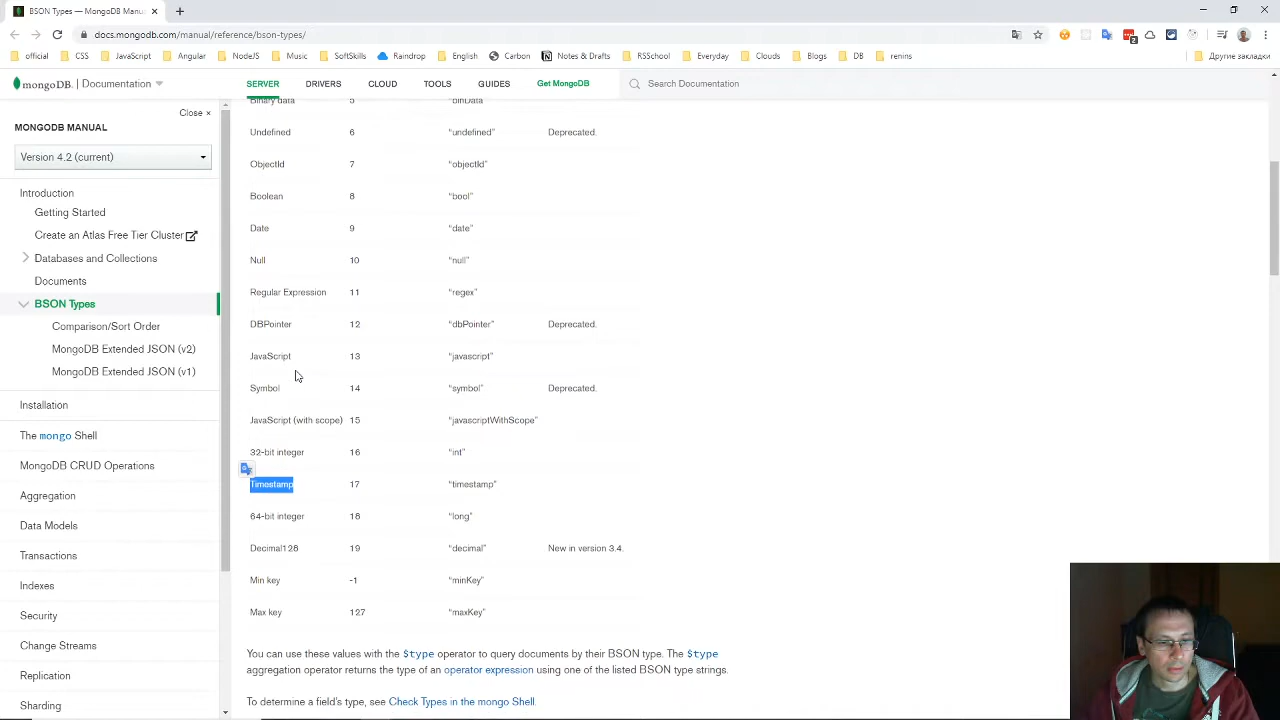 BSON Types — MongoDB Manua
docs.mongodb.com/manual/reference/bson-types/
official CSS JavaScript Angular NodeJS Music SoftSkills Raindrop English Carbon Notes & Drafts RSSchool Everyday Clouds Blogs DB renins Другие закладки
mongoDB. Documentation SERVER DRIVERS CLOUD TOOLS GUIDES Get MongoDB Search Documentation
Close ×
MONGODB MANUAL
Version 4.2 (current)
Introduction
Getting Started
Create an Atlas Free Tier Cluster
Databases and Collections
Documents
BSON Types
Comparison/Sort Order
MongoDB Extended JSON (v2)
MongoDB Extended JSON (v1)
Installation
The mongo Shell
MongoDB CRUD Operations
Aggregation
Data Models
Transactions
Indexes
Security
Change Streams
Replication
Sharding
Binary data 5 “binData”
Undefined 6 “undefined” Deprecated.
ObjectId 7 “objectId”
Boolean 8 “bool”
Date 9 “date”
Null 10 “null”
Regular Expression 11 “regex”
DBPointer 12 “dbPointer” Deprecated.
JavaScript 13 “javascript”
Symbol 14 “symbol” Deprecated.
JavaScript (with scope) 15 “javascriptWithScope”
32-bit integer 16 “int”
Timestamp 17 “timestamp”
64-bit integer 18 “long”
Decimal128 19 “decimal” New in version 3.4.
Min key -1 “minKey”
Max key 127 “maxKey”
You can use these values with the $type operator to query documents by their BSON type. The $type
aggregation operator returns the type of an operator expression using one of the listed BSON type strings.
To determine a field’s type, see Check Types in the mongo Shell.